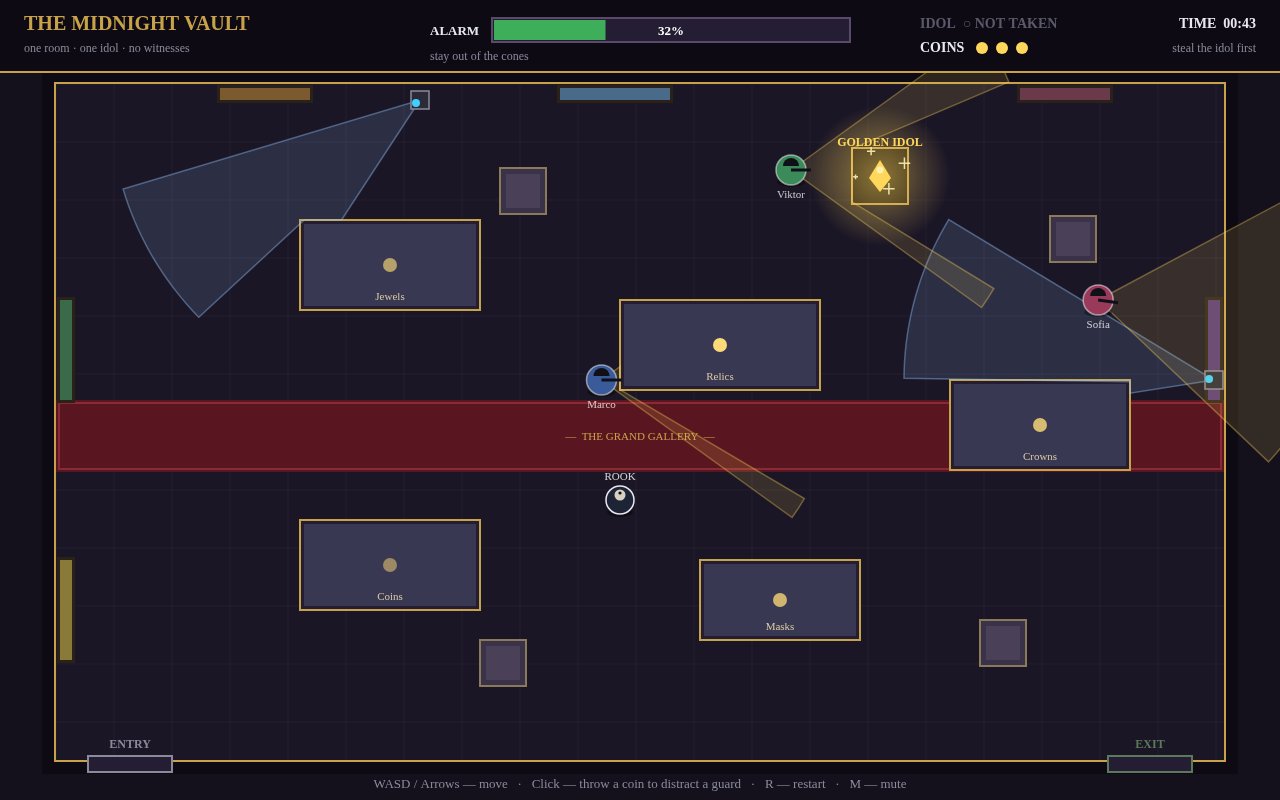 THE MIDNIGHT VAULT
one room · one idol · no witnesses
ALARM 32%
stay out of the cones
IDOL ○ NOT TAKEN
COINS
TIME 00:43
steal the idol first
GOLDEN IDOL
Viktor
Jewels
Sofia
Relics
Marco
— THE GRAND GALLERY —
Crowns
ROOK
Coins
Masks
ENTRY
EXIT
WASD / Arrows — move · Click — throw a coin to distract a guard · R — restart · M — mute